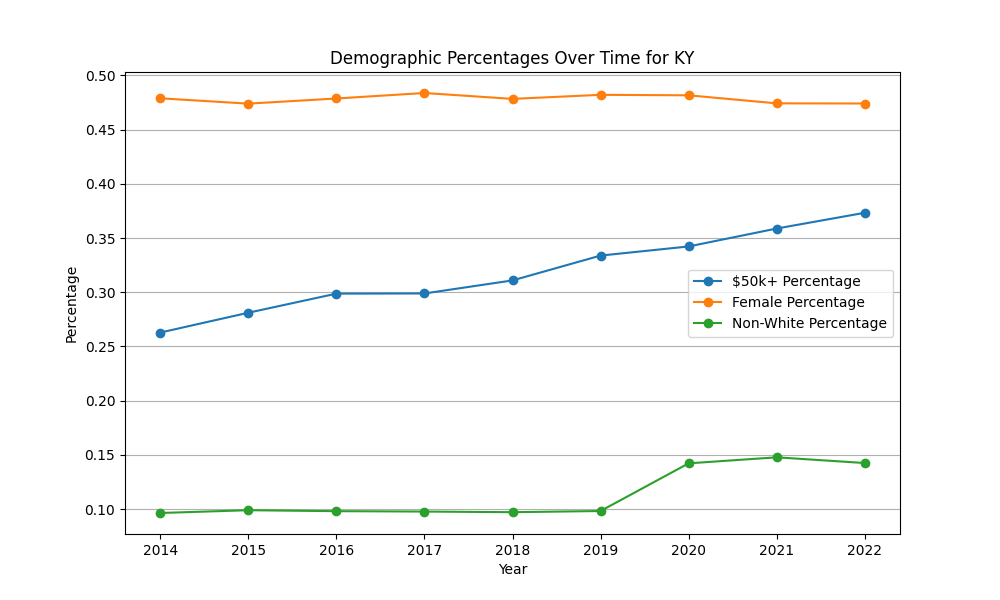 Demographic Percentages Over Time for KY
0.50
0.45
0.40
0.35
0.30
0.25
0.20
0.15
0.10
Percentage
$50k+ Percentage
Female Percentage
Non-White Percentage
2014 2015 2016 2017 2018 2019 2020 2021 2022
Year